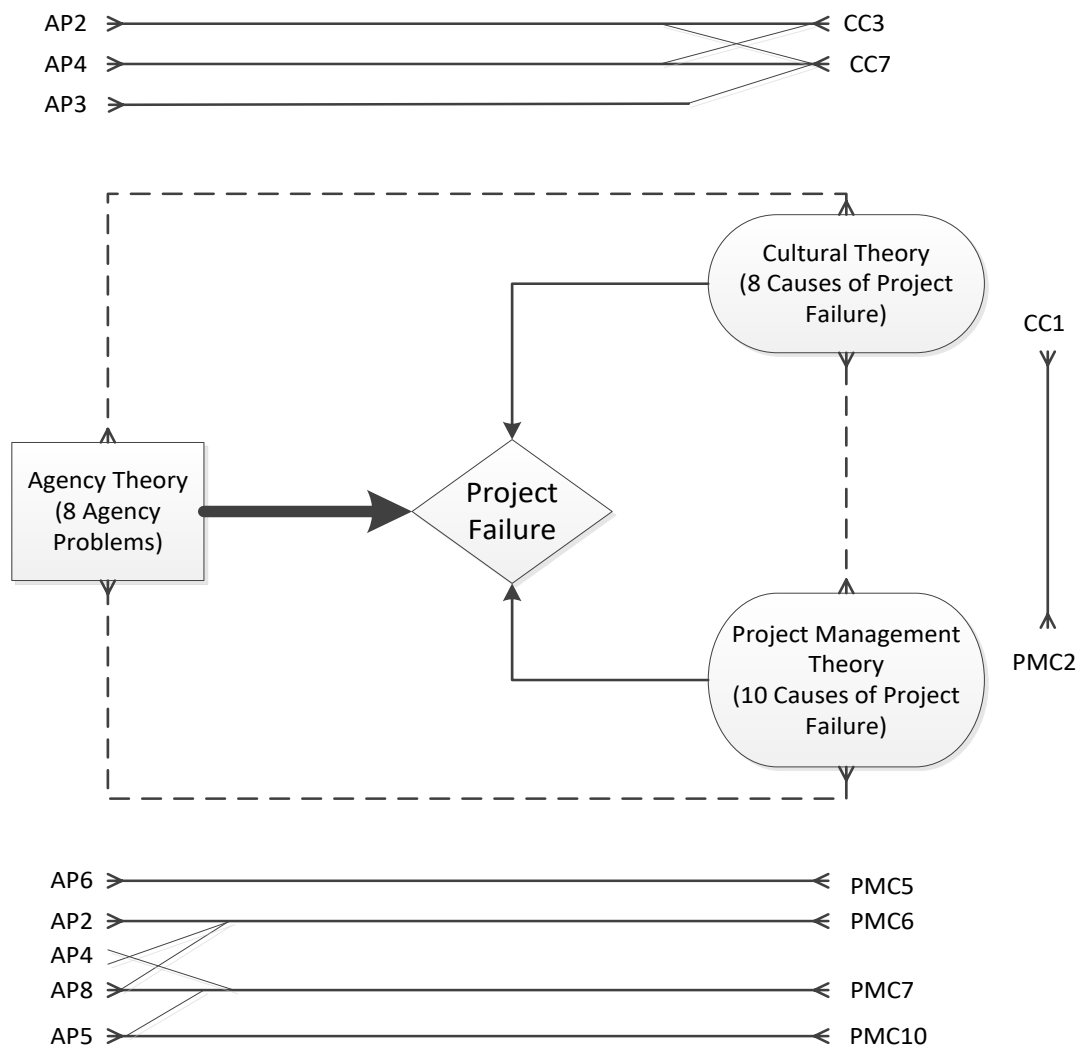 AP2
CC3
AP4
CC7
AP3
Cultural Theory
(8 Causes of Project
Failure)
CC1
Agency Theory
(8 Agency
Problems)
Project
Failure
Project Management
Theory
(10 Causes of Project
Failure)
PMC2
AP6
PMC5
AP2
PMC6
AP4
AP8
PMC7
AP5
PMC10